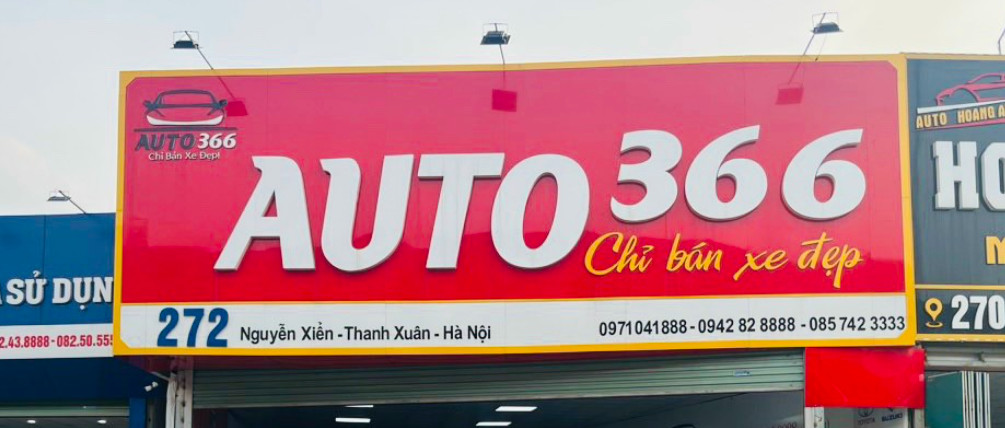 AUTO366
Chỉ Bán Xe Đẹp!
AUTO 366
Chỉ bán xe đẹp
272 Nguyễn Xiển - Thanh Xuân - Hà Nội
0971041888 - 0942 82 8888 - 085 742 3333
SỬ DỤN
2.43.8888 - 082.50.555
AUTO HOANG A
HO
270